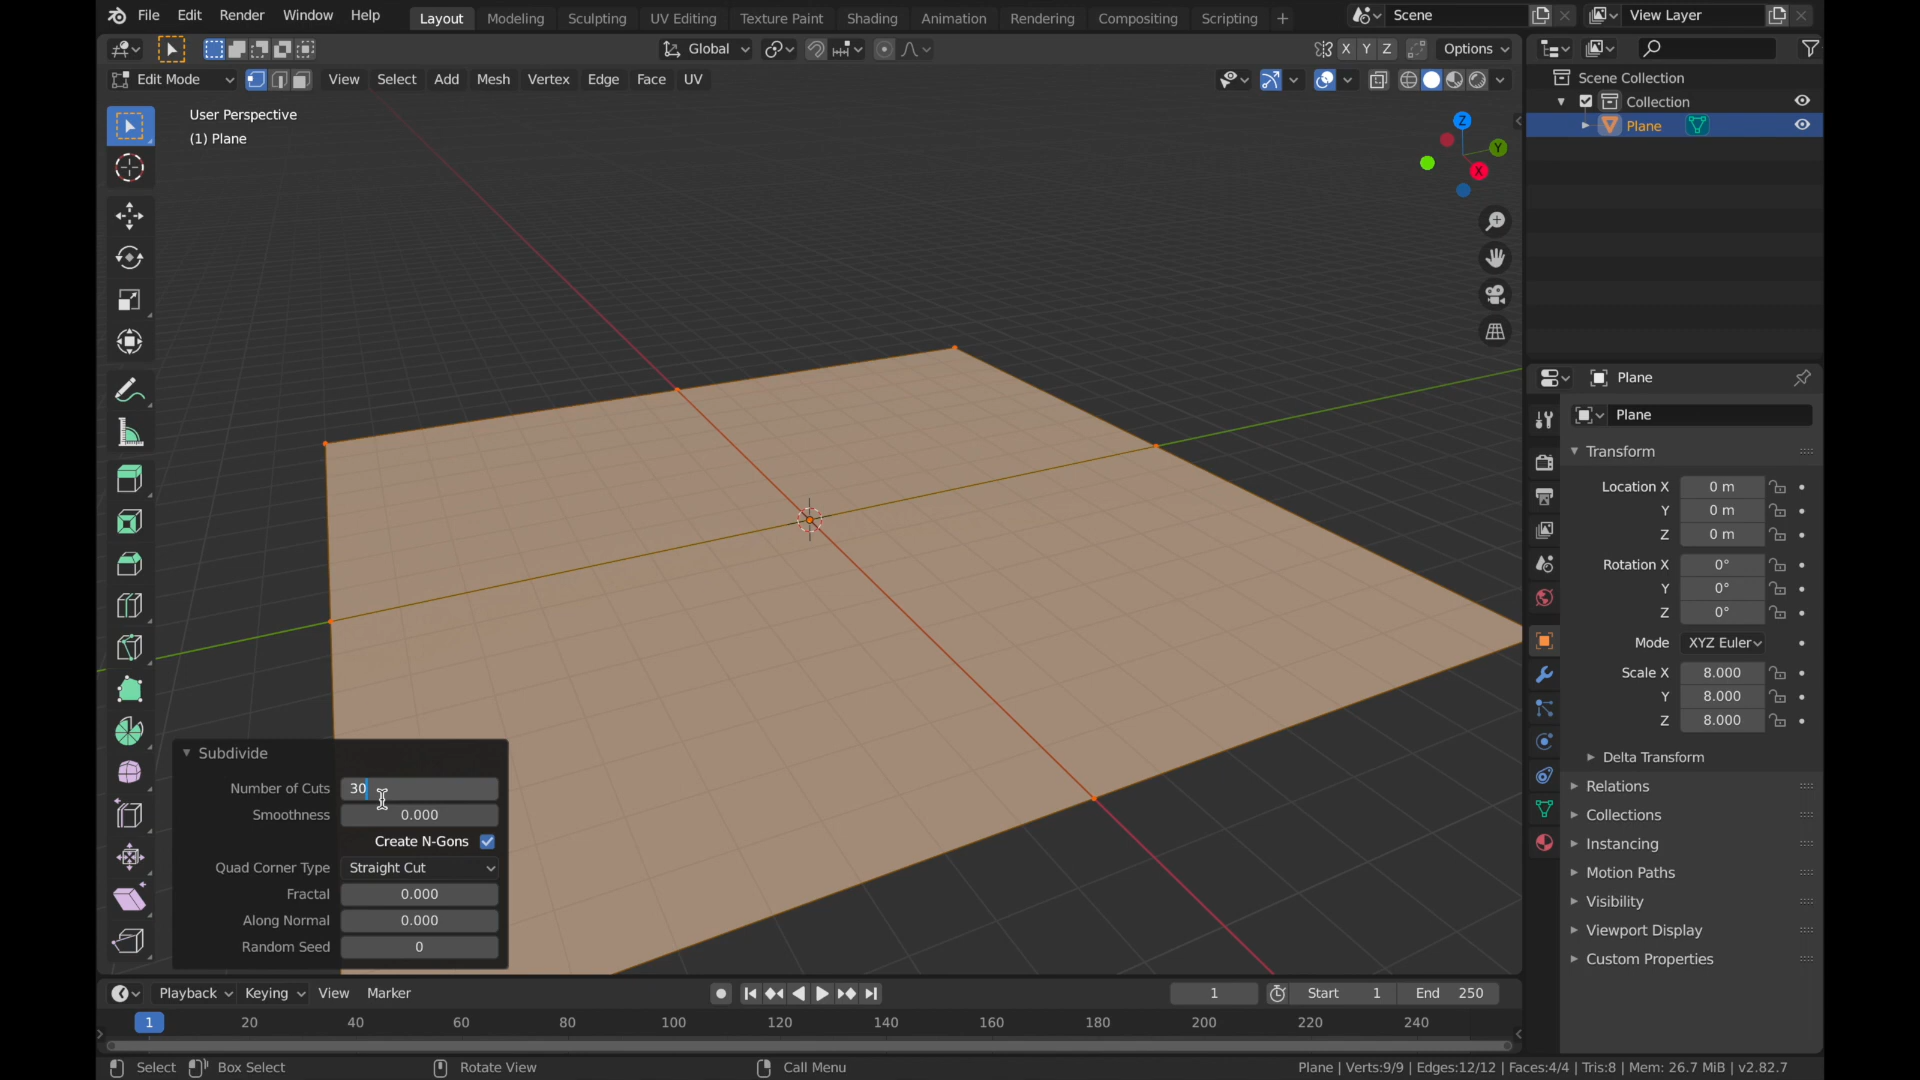 File Edit Render Window Help Layout Modeling Sculpting UV Editing Texture Paint Shading Animation Rendering Compositing Scripting + Scene View Layer
Global X Y Z Options
Edit Mode View Select Add Mesh Vertex Edge Face UV
Scene Collection
Collection
Plane
User Perspective
(1) Plane
Z
Y
X
Plane
Plane
Transform
Location X 0 m
Y 0 m
Z 0 m
Rotation X 0°
Y 0°
Z 0°
Mode XYZ Euler
Scale X 8.000
Y 8.000
Z 8.000
Delta Transform
Relations
Collections
Instancing
Motion Paths
Visibility
Viewport Display
Custom Properties
Subdivide
Number of Cuts 30
Smoothness 0.000
Create N-Gons
Quad Corner Type Straight Cut
Fractal 0.000
Along Normal 0.000
Random Seed 0
Playback Keying View Marker 1 Start 1 End 250
1 20 40 60 80 100 120 140 160 180 200 220 240
Select Box Select Rotate View Call Menu Plane | Verts:9/9 | Edges:12/12 | Faces:4/4 | Tris:8 | Mem: 26.7 MiB | v2.82.7